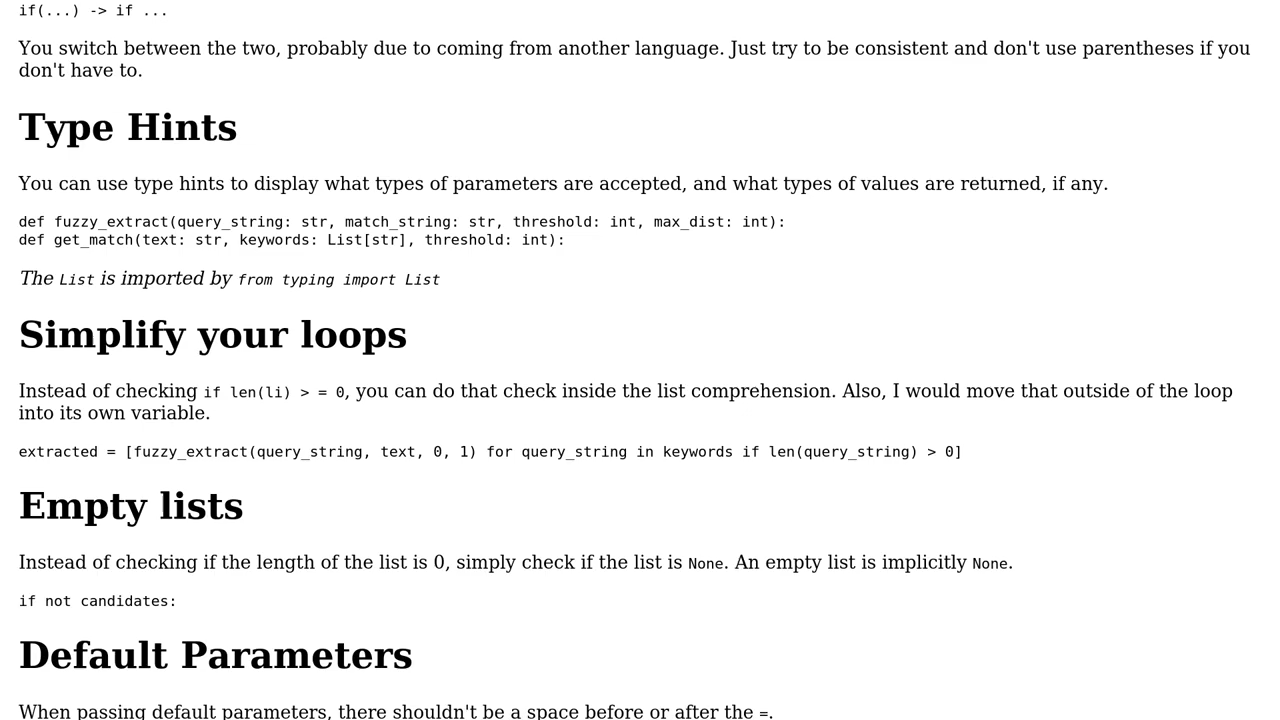 if(...) -> if ...
You switch between the two, probably due to coming from another language. Just try to be consistent and don't use parentheses if you
don't have to.
Type Hints
You can use type hints to display what types of parameters are accepted, and what types of values are returned, if any.
def fuzzy_extract(query_string: str, match_string: str, threshold: int, max_dist: int):
def get_match(text: str, keywords: List[str], threshold: int):
The List is imported by from typing import List
Simplify your loops
Instead of checking if len(li) > = 0, you can do that check inside the list comprehension. Also, I would move that outside of the loop
into its own variable.
extracted = [fuzzy_extract(query_string, text, 0, 1) for query_string in keywords if len(query_string) > 0]
Empty lists
Instead of checking if the length of the list is 0, simply check if the list is None. An empty list is implicitly None.
if not candidates:
Default Parameters
When passing default parameters, there shouldn't be a space before or after the =.